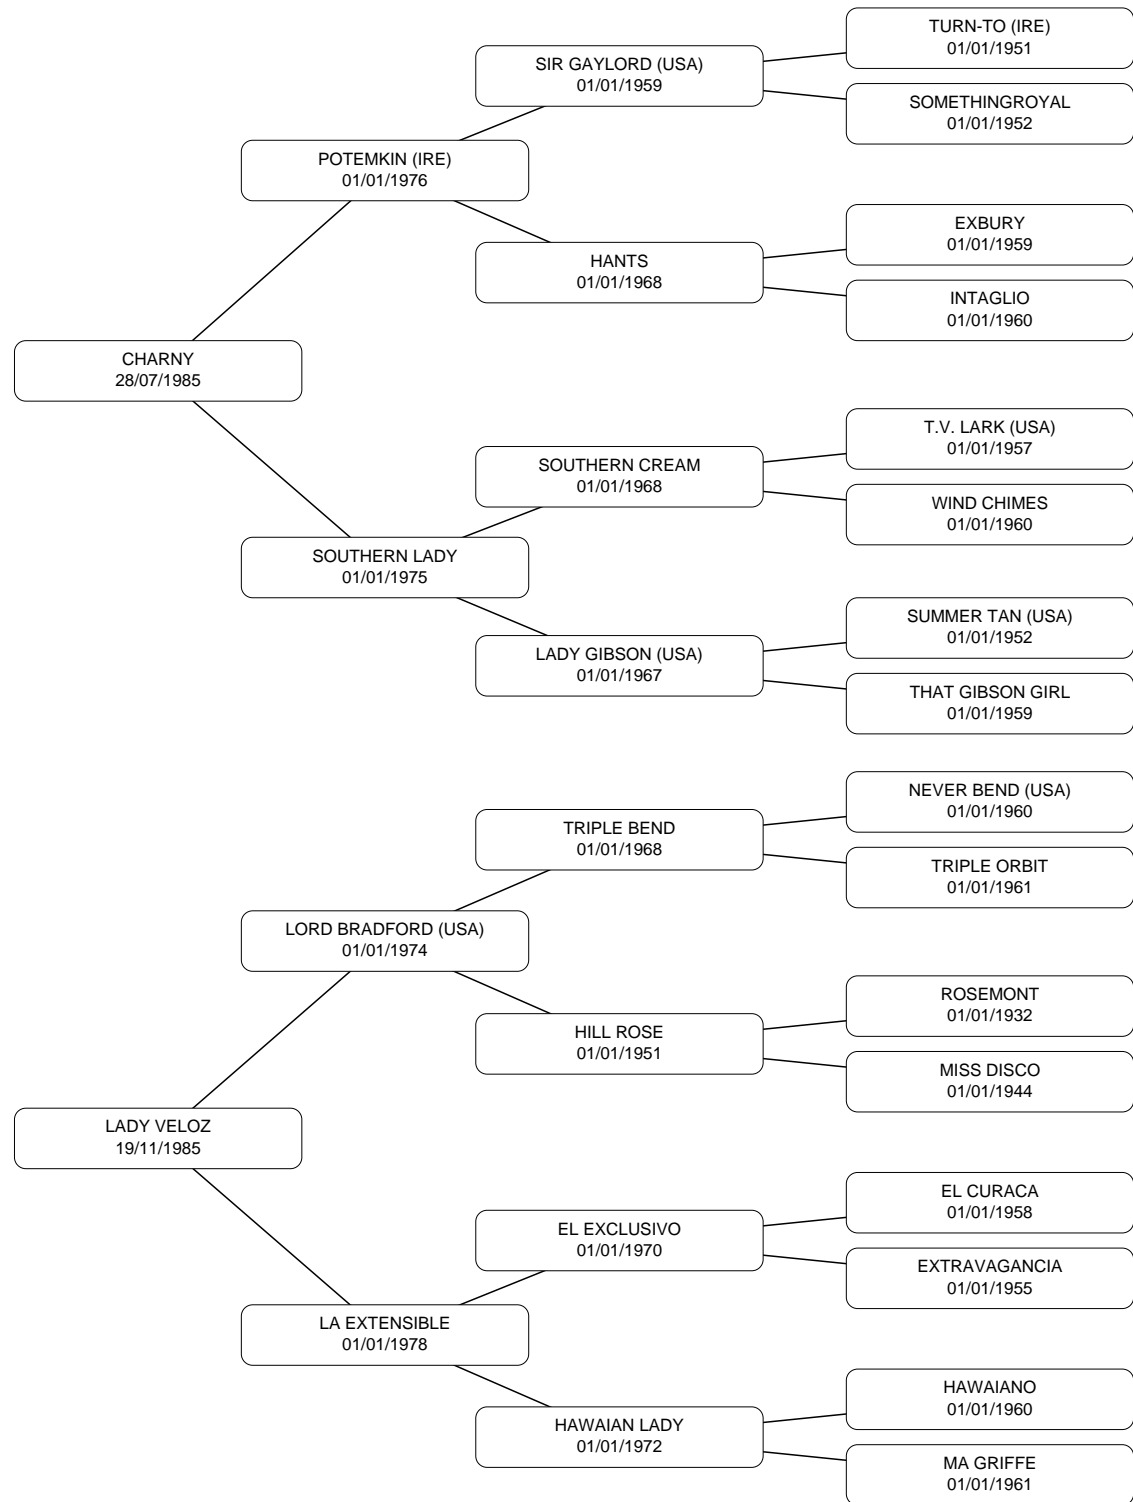 TURN-TO (IRE)
01/01/1951
SIR GAYLORD (USA)
01/01/1959
SOMETHINGROYAL
01/01/1952
POTEMKIN (IRE)
01/01/1976
EXBURY
01/01/1959
HANTS
01/01/1968
INTAGLIO
01/01/1960
CHARNY
28/07/1985
T.V. LARK (USA)
01/01/1957
SOUTHERN CREAM
01/01/1968
WIND CHIMES
01/01/1960
SOUTHERN LADY
01/01/1975
SUMMER TAN (USA)
01/01/1952
LADY GIBSON (USA)
01/01/1967
THAT GIBSON GIRL
01/01/1959
NEVER BEND (USA)
01/01/1960
TRIPLE BEND
01/01/1968
TRIPLE ORBIT
01/01/1961
LORD BRADFORD (USA)
01/01/1974
ROSEMONT
01/01/1932
HILL ROSE
01/01/1951
MISS DISCO
01/01/1944
LADY VELOZ
19/11/1985
EL CURACA
01/01/1958
EL EXCLUSIVO
01/01/1970
EXTRAVAGANCIA
01/01/1955
LA EXTENSIBLE
01/01/1978
HAWAIANO
01/01/1960
HAWAIAN LADY
01/01/1972
MA GRIFFE
01/01/1961